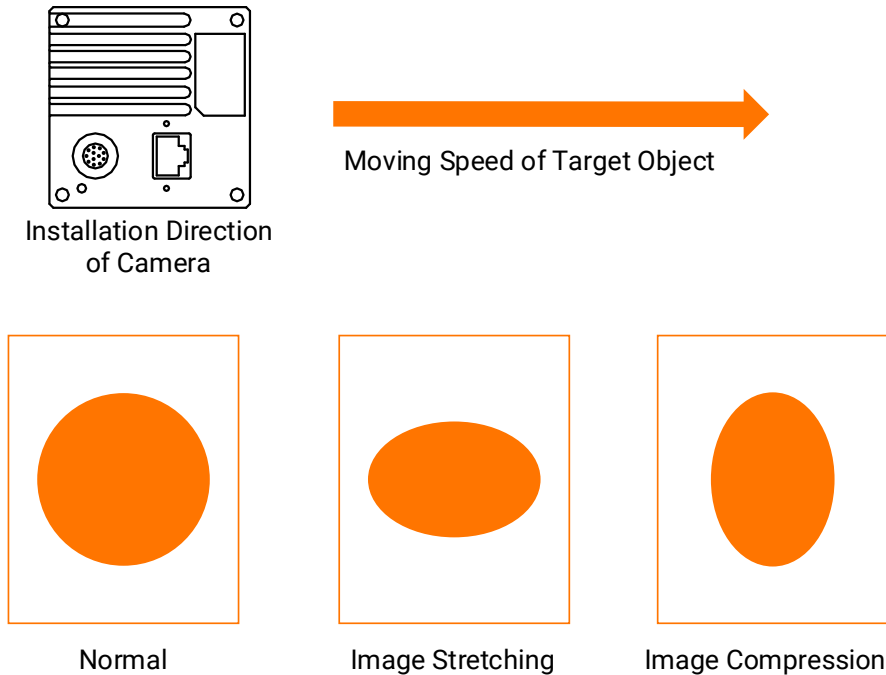 Moving Speed of Target Object
Installation Direction
of Camera
Normal
Image Stretching
Image Compression